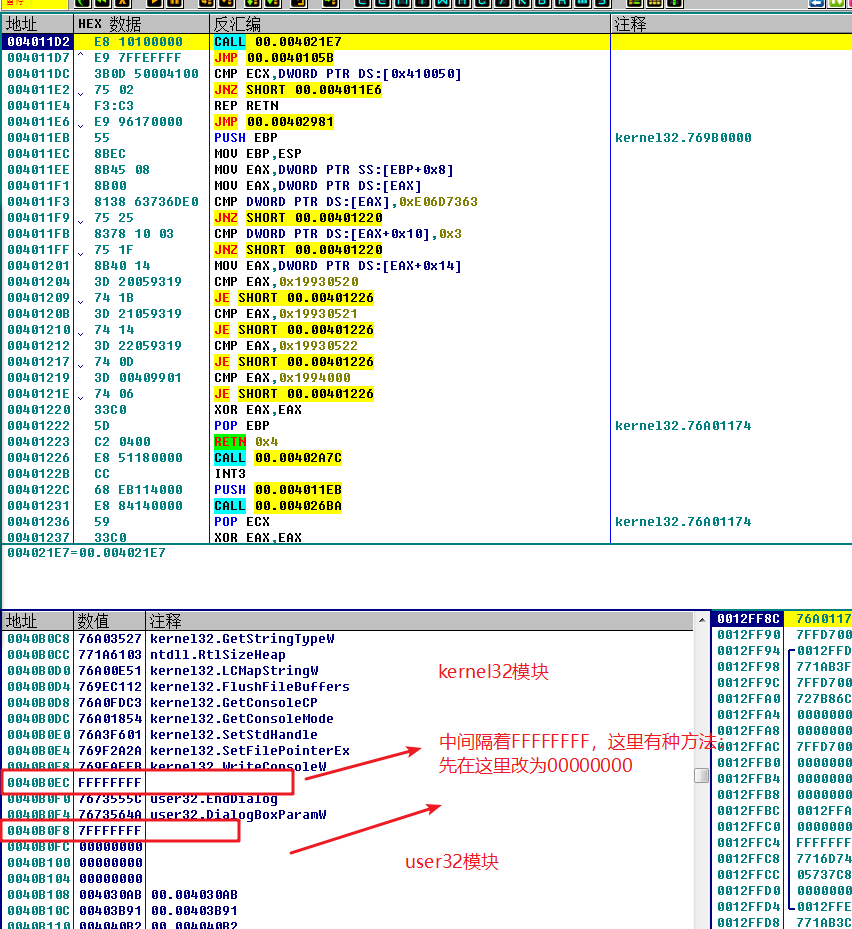 地址 HEX 数据 反汇编 注释
004011D2 E8 10100000 CALL 00.004021E7
004011D7 ^ E9 7FFEFFFF JMP 00.0040105B
004011DC 3B0D 50004100 CMP ECX,DWORD PTR DS:[0x410050]
004011E2 75 02 JNZ SHORT 00.004011E6
004011E4 F3:C3 REP RETN
004011E6 E9 96170000 JMP 00.00402981
004011EB 55 PUSH EBP kernel32.769B0000
004011EC 8BEC MOV EBP,ESP
004011EE 8B45 08 MOV EAX,DWORD PTR SS:[EBP+0x8]
004011F1 8B00 MOV EAX,DWORD PTR DS:[EAX]
004011F3 8138 63736DE0 CMP DWORD PTR DS:[EAX],0xE06D7363
004011F9 75 25 JNZ SHORT 00.00401220
004011FB 8378 10 03 CMP DWORD PTR DS:[EAX+0x10],0x3
004011FF 75 1F JNZ SHORT 00.00401220
00401201 8B40 14 MOV EAX,DWORD PTR DS:[EAX+0x14]
00401204 3D 20059319 CMP EAX,0x19930520
00401209 74 1B JE SHORT 00.00401226
0040120B 3D 21059319 CMP EAX,0x19930521
00401210 74 14 JE SHORT 00.00401226
00401212 3D 22059319 CMP EAX,0x19930522
00401217 74 0D JE SHORT 00.00401226
00401219 3D 00409901 CMP EAX,0x1994000
0040121E 74 06 JE SHORT 00.00401226
00401220 33C0 XOR EAX,EAX
00401222 5D POP EBP kernel32.76A01174
00401223 C2 0400 RETN 0x4
00401226 E8 51180000 CALL 00.00402A7C
0040122B CC INT3
0040122C 68 EB114000 PUSH 00.004011EB
00401231 E8 84140000 CALL 00.004026BA
00401236 59 POP ECX kernel32.76A01174
00401237 33C0 XOR EAX,EAX
004021E7=00.004021E7
地址 数值 注释
0040B0C8 76A03527 kernel32.GetStringTypeW
0040B0CC 771A6103 ntdll.RtlSizeHeap
0040B0D0 76A00E51 kernel32.LCMapStringW
0040B0D4 769EC112 kernel32.FlushFileBuffers
0040B0D8 76A0FDC3 kernel32.GetConsoleCP
0040B0DC 76A01854 kernel32.GetConsoleMode
0040B0E0 76A3F601 kernel32.SetStdHandle
0040B0E4 769F2A2A kernel32.SetFilePointerEx
0040B0E8 kernel32.WriteConsoleW
0040B0EC FFFFFFFF
0040B0F0 7673555C user32.EndDialog
0040B0F4 7673564A user32.DialogBoxParamW
0040B0F8 7FFFFFFF
0040B0FC 00000000
0040B100 00000000
0040B104 00000000
0040B108 004030AB 00.004030AB
0040B10C 00403B91 00.00403B91
0040B110 004040B2 00.004040B2
kernel32模块
中间隔着FFFFFFFF，这里有种方法：
先在这里改为00000000
user32模块
0012FF8C 76A0117
0012FF90 7FFD700
0012FF94 0012FFD
0012FF98 771AB3F
0012FF9C 7FFD700
0012FFA0 727B86C
0012FFA4 0000000
0012FFA8 0000000
0012FFAC 7FFD700
0012FFB0 0000000
0012FFB4 0000000
0012FFB8 0000000
0012FFBC 0012FFA
0012FFC0 0000000
0012FFC4 FFFFFFF
0012FFC8 7716D74
0012FFCC 05737C8
0012FFD0 0000000
0012FFD4 0012FFE
0012FFD8 771AB3C